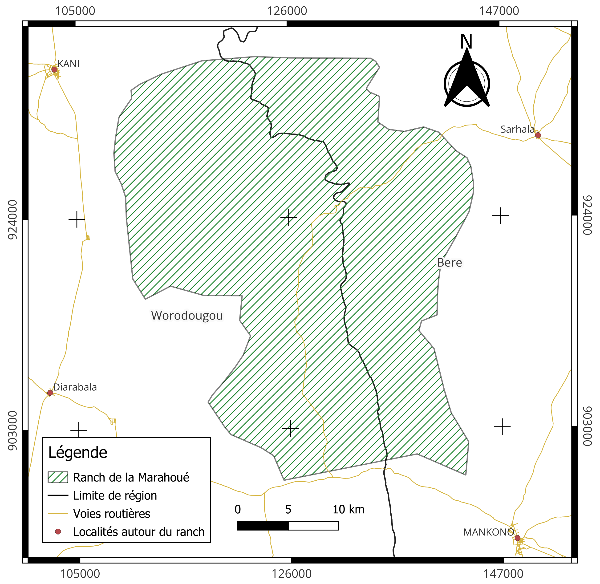 105000 126000 147000
N
KANI
Sarhala
924000 924000
Bere
Worodougou
Diarabala
903000 903000
Légende
Ranch de la Marahoué
Limite de région
Voies routières
Localités autour du ranch
0 5 10 km
MANKONO
105000 126000 147000